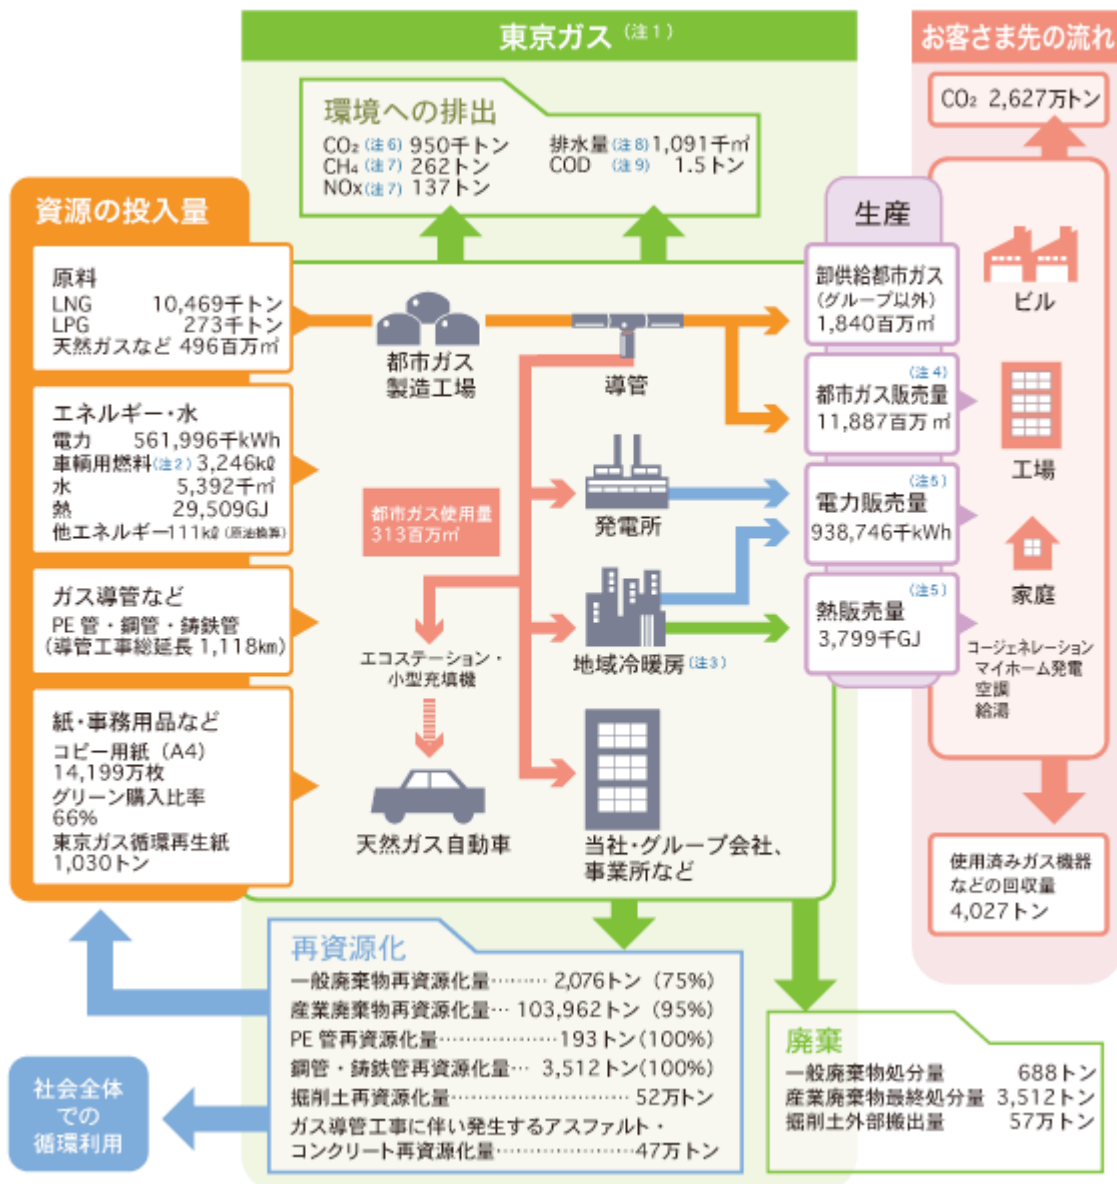 東京ガス(注1)
お客さま先の流れ
環境への排出
CO₂(注6) 950千トン
CH₄(注7) 262トン
NOx(注7) 137トン
排水量(注8) 1,091千㎥
COD (注9) 1.5トン
CO₂ 2,627万トン
資源の投入量
原料
LNG 10,469千トン
LPG 273千トン
天然ガスなど 496百万㎥
エネルギー・水
電力 561,996千kWh
車輌用燃料(注2) 3,246kℓ
水 5,392千㎥
熱 29,509GJ
他エネルギー111kℓ(原油換算)
ガス導管など
PE管・鋼管・鋳鉄管
(導管工事総延長 1,118km)
紙・事務用品など
コピー用紙(A4)
14,199万枚
グリーン購入比率
66%
東京ガス循環再生紙
1,030トン
都市ガス
製造工場
導管
都市ガス使用量
313百万㎥
発電所
エコステーション・
小型充填機
地域冷暖房(注3)
天然ガス自動車
当社・グループ会社、
事業所など
生産
卸供給都市ガス
(グループ以外)
1,840百万㎥
(注4)
都市ガス販売量
11,887百万㎥
(注5)
電力販売量
938,746千kWh
(注5)
熱販売量
3,799千GJ
ビル
工場
家庭
コージェネレーション
マイホーム発電
空調
給湯
使用済みガス機器
などの回収量
4,027トン
再資源化
一般廃棄物再資源化量……… 2,076トン(75%)
産業廃棄物再資源化量… 103,962トン(95%)
PE管再資源化量………………193トン(100%)
鋼管・鋳鉄管再資源化量… 3,512トン(100%)
掘削土再資源化量………………………52万トン
ガス導管工事に伴い発生するアスファルト・
コンクリート再資源化量…………………47万トン
社会全体
での
循環利用
廃棄
一般廃棄物処分量 688トン
産業廃棄物最終処分量 3,512トン
掘削土外部搬出量 57万トン